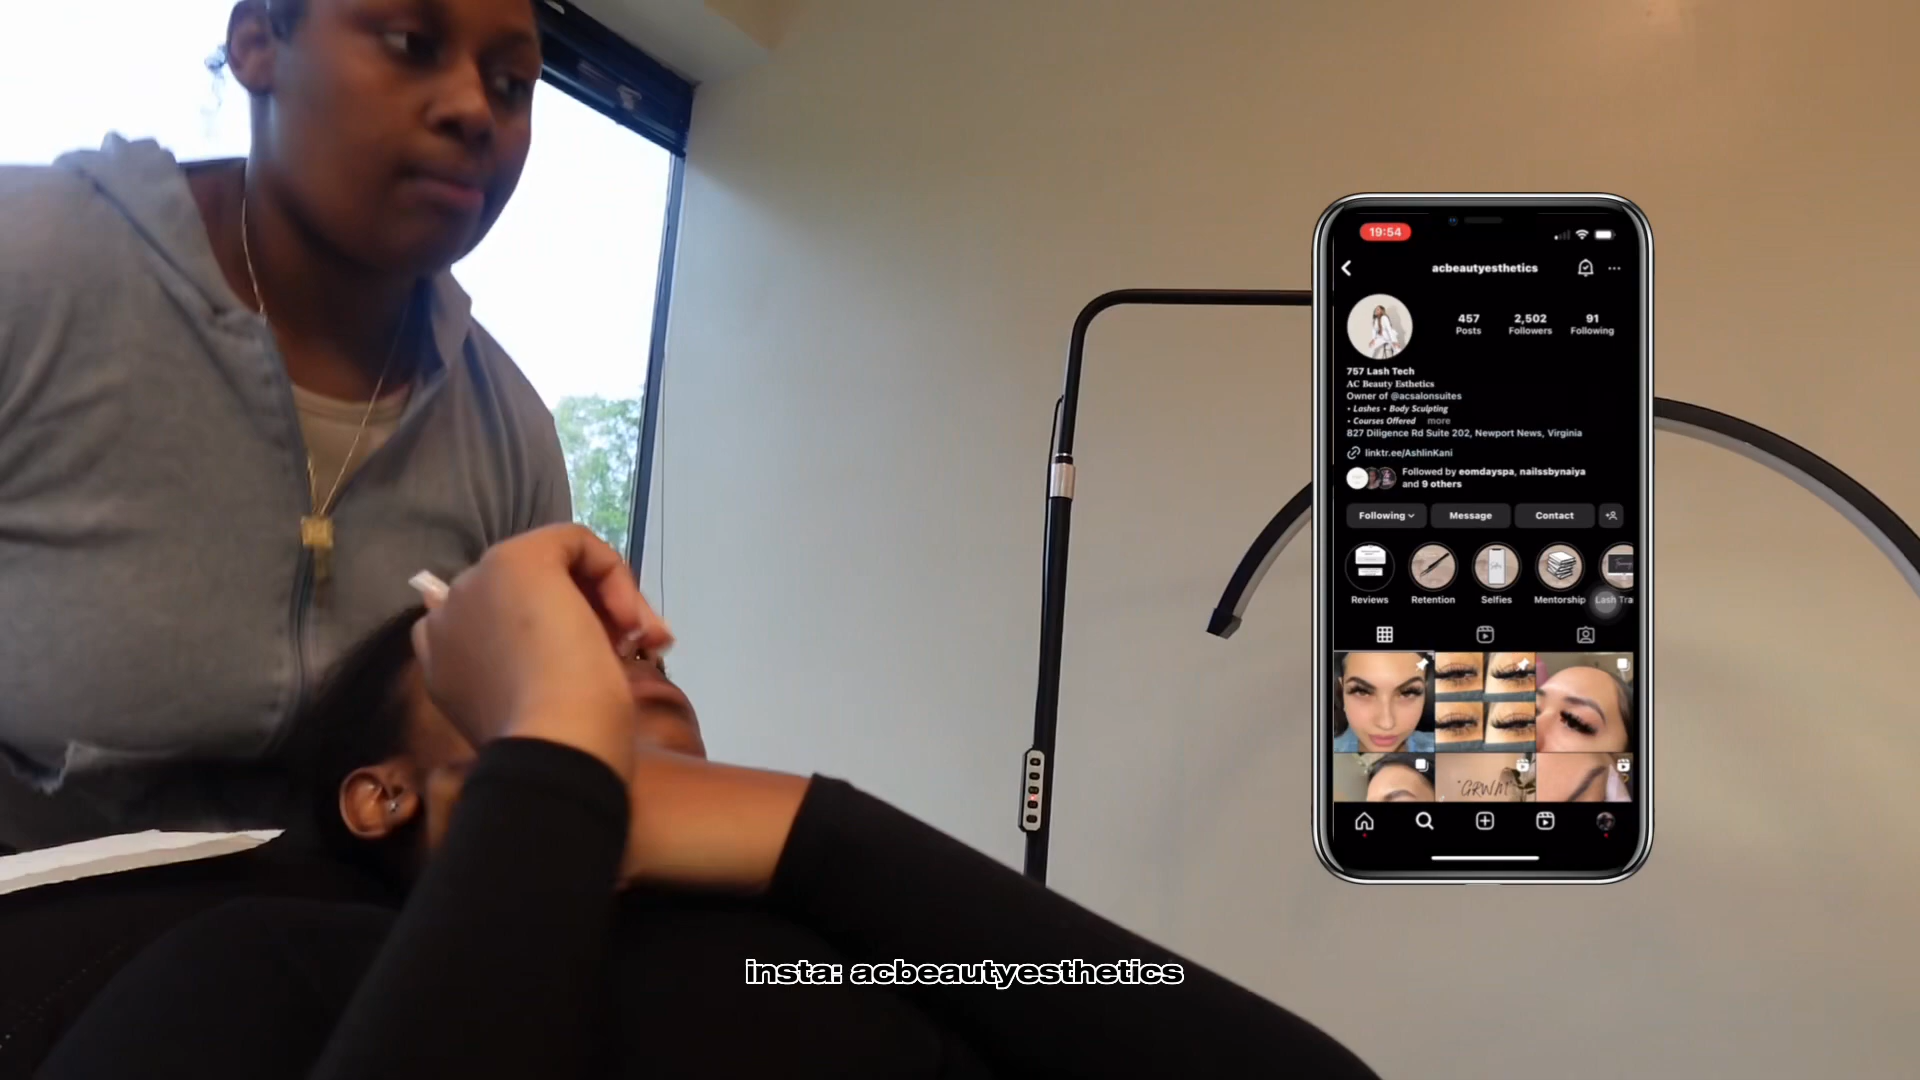 19:54
acbeautyesthetics
457
2,502
91
Posts
Followers
Following
757 Lash Tech
AC Beauty Esthetics
Owner of @acsalonsuites
• Lashes • Body Sculpting
• Courses Offered more
827 Diligence Rd Suite 202, Newport News, Virginia
linktr.ee/AshlinKani
Followed by eomdayspa, nailssbynaiya
and 9 others
Following
Message
Contact
Reviews
Retention
Selfies
Mentorship
Lash Tra
"GRWM"
insta: acbeautyesthetics